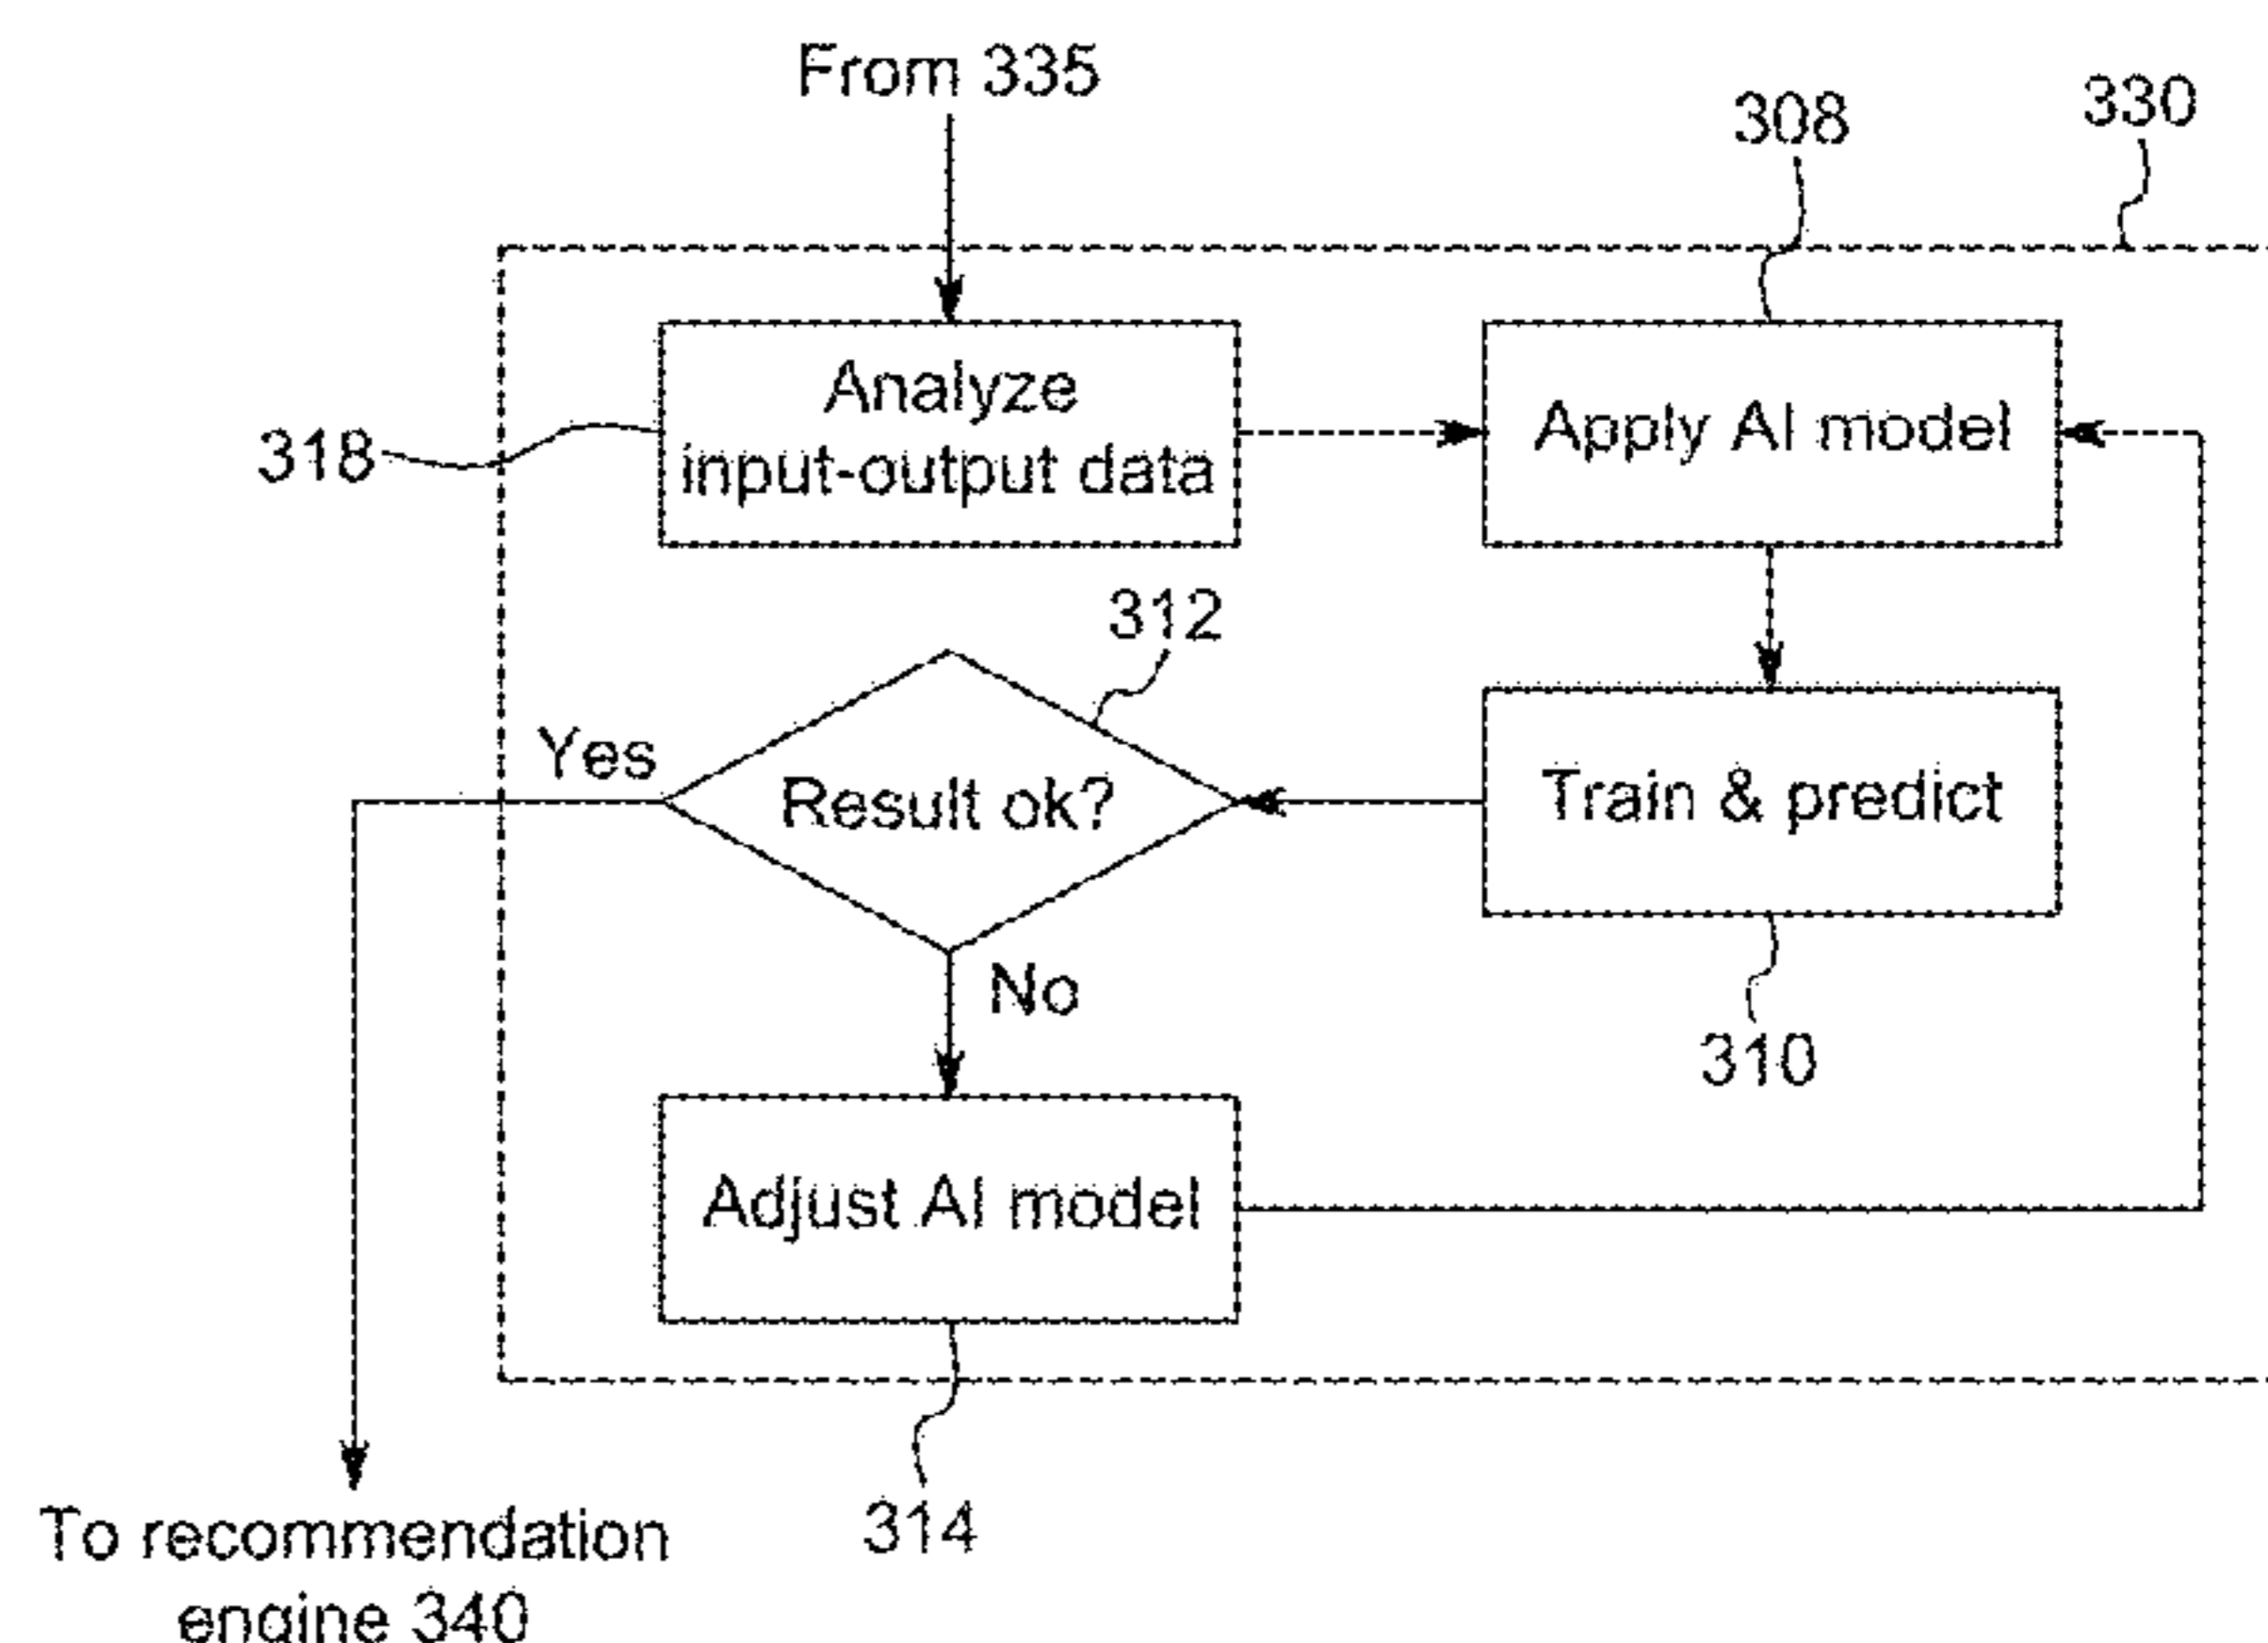 From 335
308
330
Analyze
input-output data
318
Apply AI model
312
Yes
Result ok?
Train & predict
No
310
Adjust AI model
314
To recommendation
engine 340